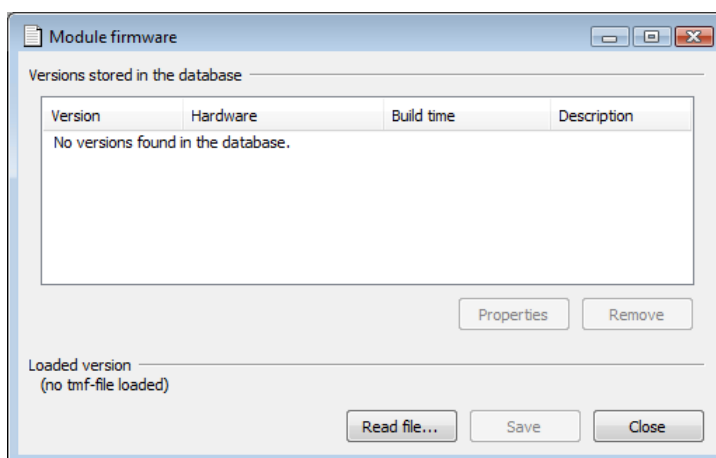 Module firmware
Versions stored in the database
Version Hardware Build time Description
No versions found in the database.
Properties Remove
Loaded version
(no tmf-file loaded)
Read file... Save Close